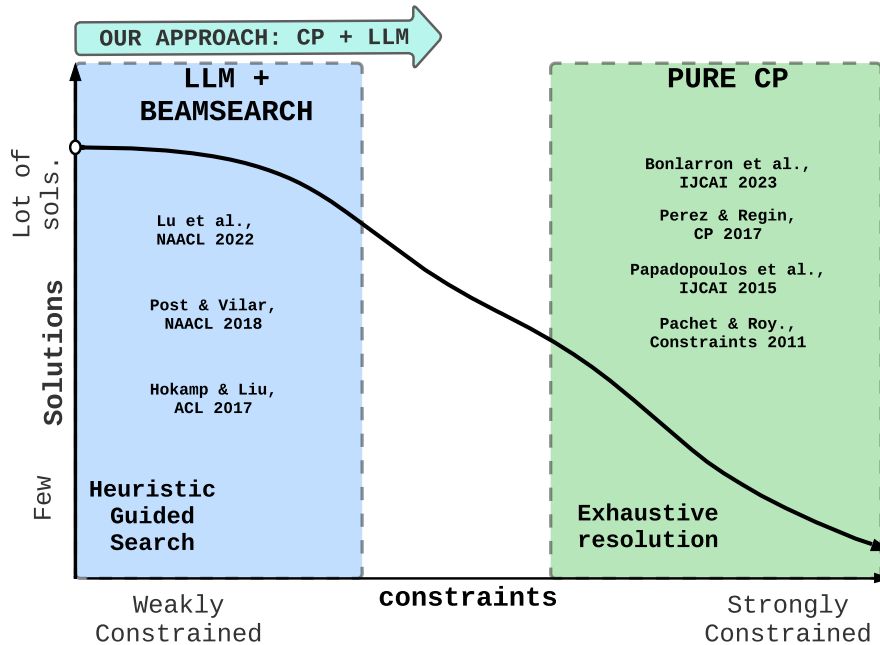 OUR APPROACH: CP + LLM
LLM +
BEAMSEARCH
PURE CP
Lot of
sols.
Solutions
Few
Lu et al.,
NAACL 2022
Post & Vilar,
NAACL 2018
Hokamp & Liu,
ACL 2017
Heuristic
Guided
Search
Bonlarron et al.,
IJCAI 2023
Perez & Regin,
CP 2017
Papadopoulos et al.,
IJCAI 2015
Pachet & Roy.,
Constraints 2011
Exhaustive
resolution
constraints
Weakly
Constrained
Strongly
Constrained